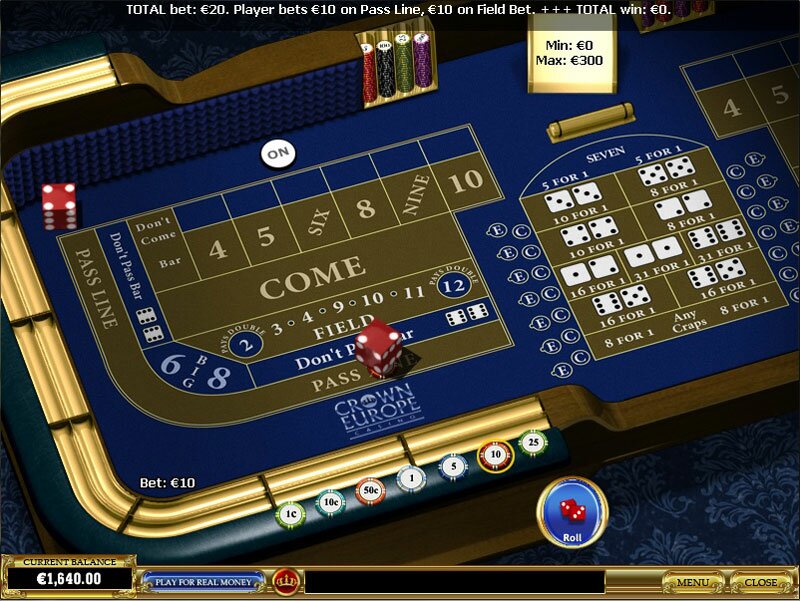 TOTAL bet: €20. Player bets €10 on Pass Line, €10 on Field Bet. +++ TOTAL win: €0.
Min: €0
Max: €300
ON
4 5
SEVEN
5 FOR 1 5 FOR 1
10 FOR 1 8 FOR 1
10 FOR 1 8 FOR 1
16 FOR 1 31 FOR 1 31 FOR 1
16 FOR 1 16 FOR 1
8 FOR 1 Any Craps 8 FOR 1
E C
E C
E C
E C
E C
E C
E C
C E
C E
C E
C E
C E
C E
C E
PASS LINE
Don't Pass Bar
Don't
Come
Bar
4 5 SIX 8 NINE 10
COME
PAYS DOUBLE
2
3 • 4 • 9 • 10 • 11
PAYS DOUBLE
12
FIELD
6 BIG 8
Don't P ar
PASS
CROWN
EUROPE
CASINO
Bet: €10
1c 10c 50c 1 5 10 25
Roll
CURRENT BALANCE
€1,640.00
PLAY FOR REAL MONEY
MENU
CLOSE